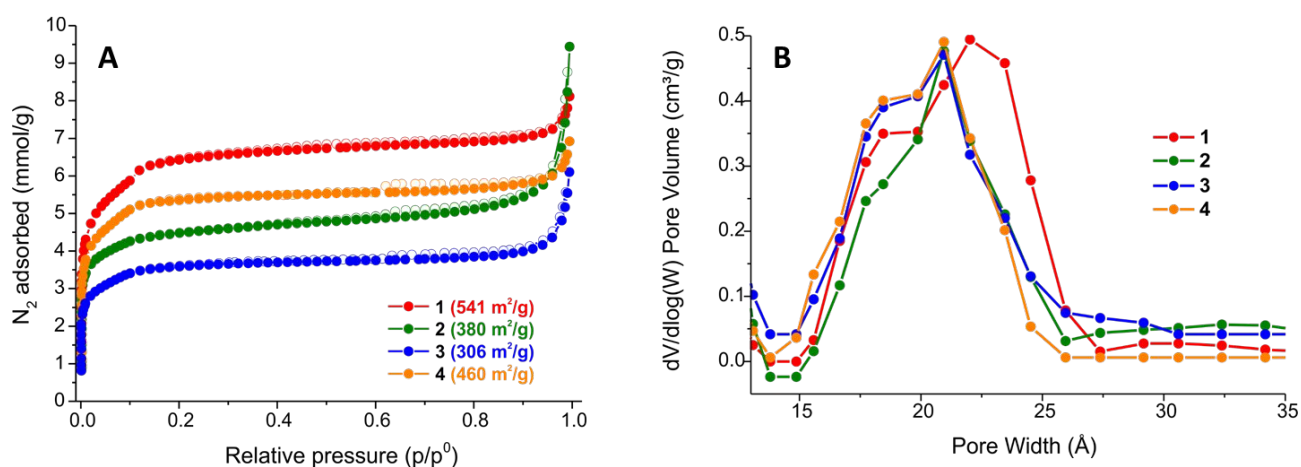 A
N₂ adsorbed (mmol/g)
10
9
8
7
6
5
4
3
2
1
0
0.0 0.2 0.4 0.6 0.8 1.0
Relative pressure (p/p⁰)
1 (541 m²/g)
2 (380 m²/g)
3 (306 m²/g)
4 (460 m²/g)
B
dV/dlog(W) Pore Volume (cm³/g)
0.5
0.4
0.3
0.2
0.1
0.0
15 20 25 30 35
Pore Width (Å)
1
2
3
4